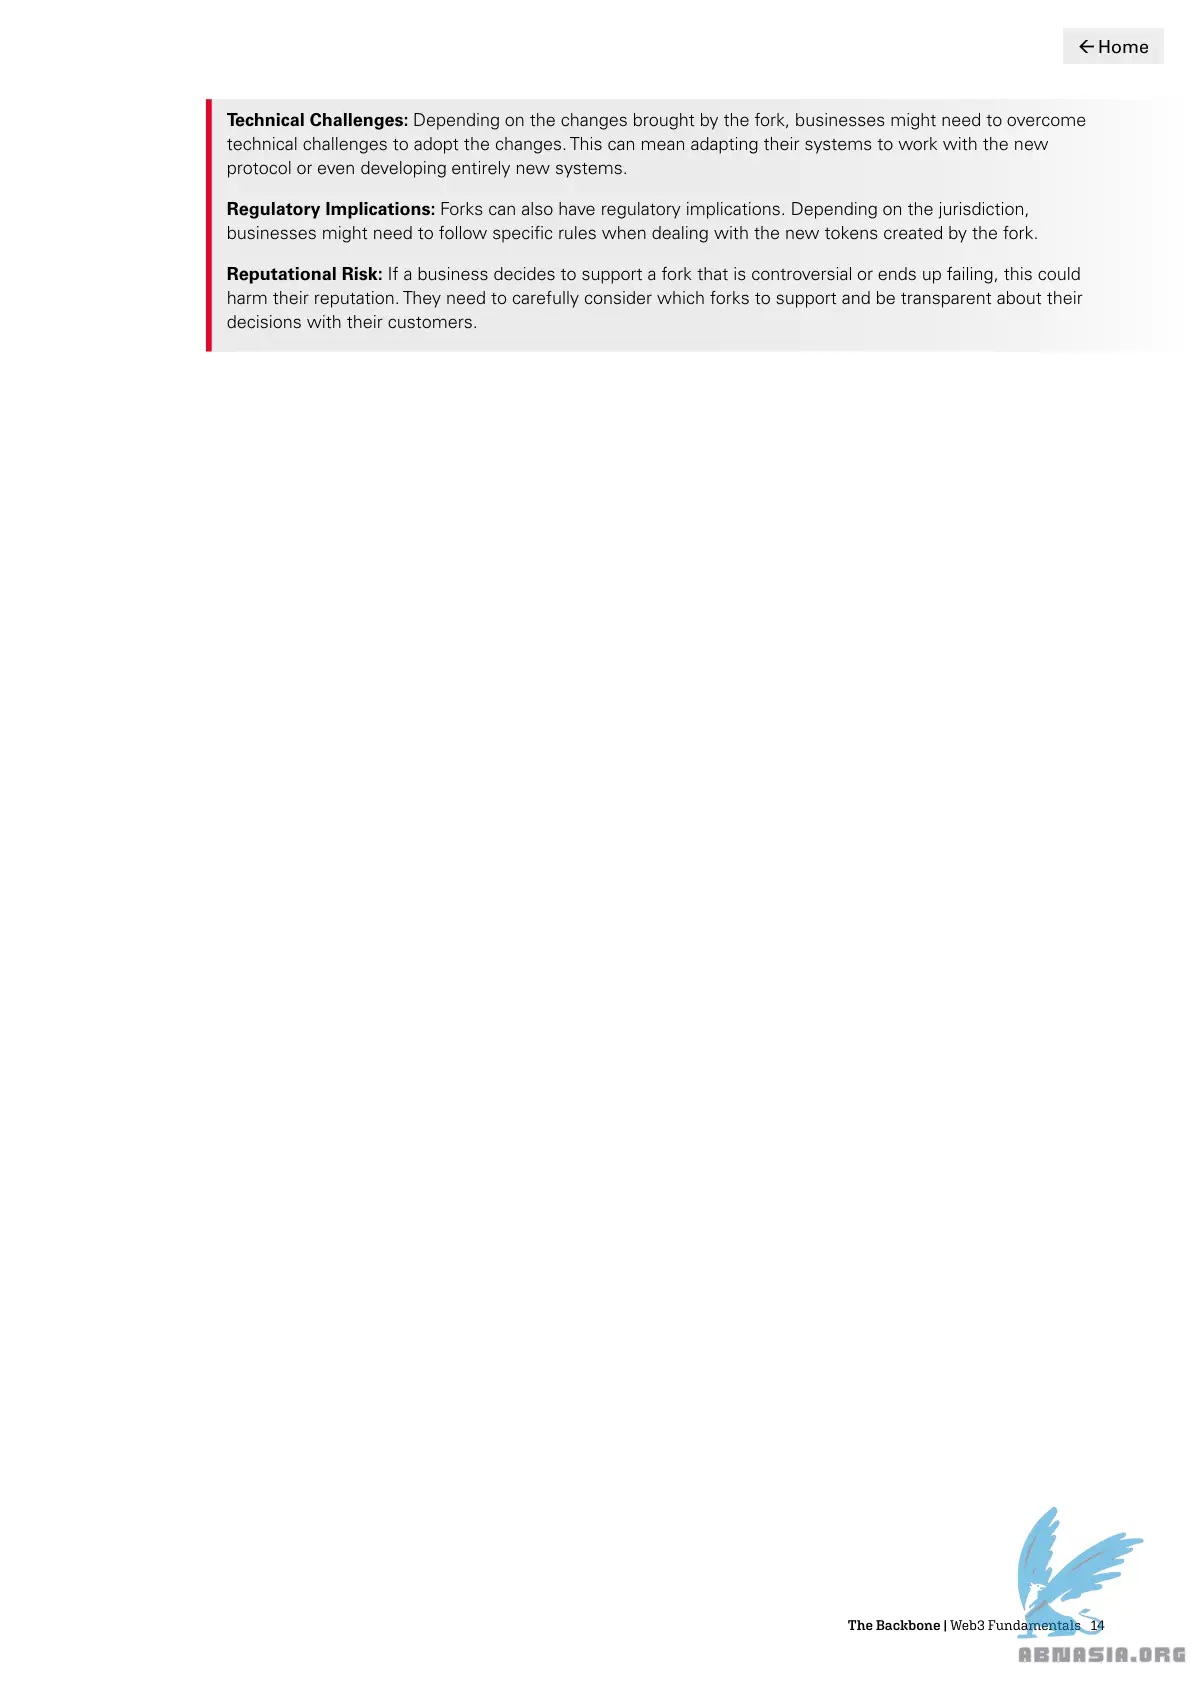 ← Home
Technical Challenges: Depending on the changes brought by the fork, businesses might need to overcome
technical challenges to adopt the changes. This can mean adapting their systems to work with the new
protocol or even developing entirely new systems.
Regulatory Implications: Forks can also have regulatory implications. Depending on the jurisdiction,
businesses might need to follow specific rules when dealing with the new tokens created by the fork.
Reputational Risk: If a business decides to support a fork that is controversial or ends up failing, this could
harm their reputation. They need to carefully consider which forks to support and be transparent about their
decisions with their customers.
The Backbone | Web3 Fundamentals 14
ABNASIA.ORG